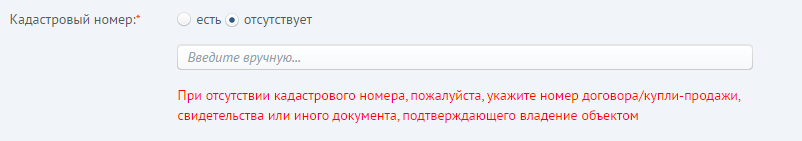 Кадастровый номер:* есть отсутствует
Введите вручную...
При отсутствии кадастрового номера, пожалуйста, укажите номер договора/купли-продажи,
свидетельства или иного документа, подтверждающего владение объектом